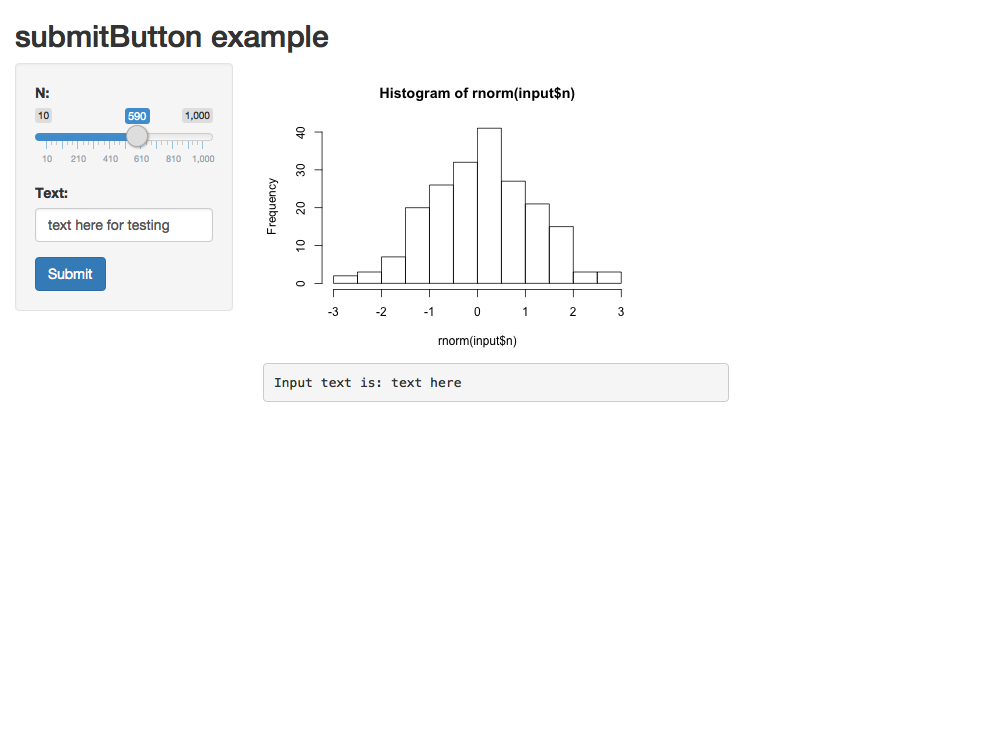 submitButton example
N:
10 590 1,000
10 210 410 610 810 1,000
Text:
text here for testing
Submit
Histogram of rnorm(input$n)
Frequency
40
30
20
10
0
-3 -2 -1 0 1 2 3
rnorm(input$n)
Input text is: text here